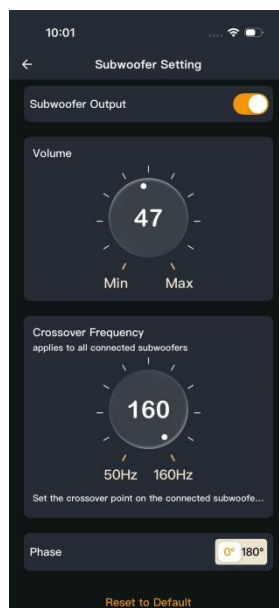 10:01
Subwoofer Setting
Subwoofer Output
Volume
47
Min Max
Crossover Frequency
applies to all connected subwoofers
160
50Hz 160Hz
Set the crossover point on the connected subwoofe...
Phase 0° 180°
Reset to Default